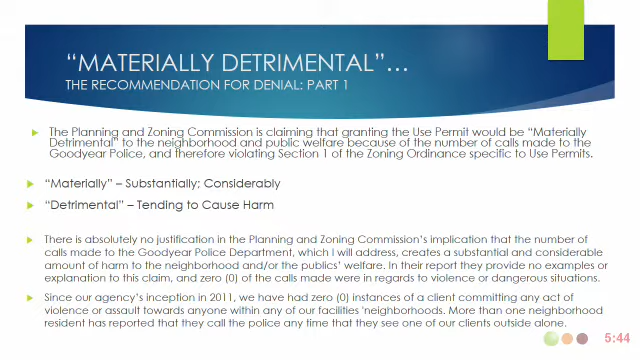 “MATERIALLY DETRIMENTAL”…
THE RECOMMENDATION FOR DENIAL: PART 1
The Planning and Zoning Commission is claiming that granting the Use Permit would be “Materially
Detrimental” to the neighborhood and public welfare because of the number of calls made to the
Goodyear Police, and therefore violating Section 1 of the Zoning Ordinance specific to Use Permits.
“Materially” – Substantially; Considerably
“Detrimental” – Tending to Cause Harm
There is absolutely no justification in the Planning and Zoning Commission’s implication that the number of
calls made to the Goodyear Police Department, which I will address, creates a substantial and considerable
amount of harm to the neighborhood and/or the publics’ welfare. In their report they provide no examples or
explanation to this claim, and zero (0) of the calls made were in regards to violence or dangerous situations.
Since our agency’s inception in 2011, we have had zero (0) instances of a client committing any act of
violence or assault towards anyone within any of our facilities ’neighborhoods. More than one neighborhood
resident has reported that they call the police any time that they see one of our clients outside alone.
5:44